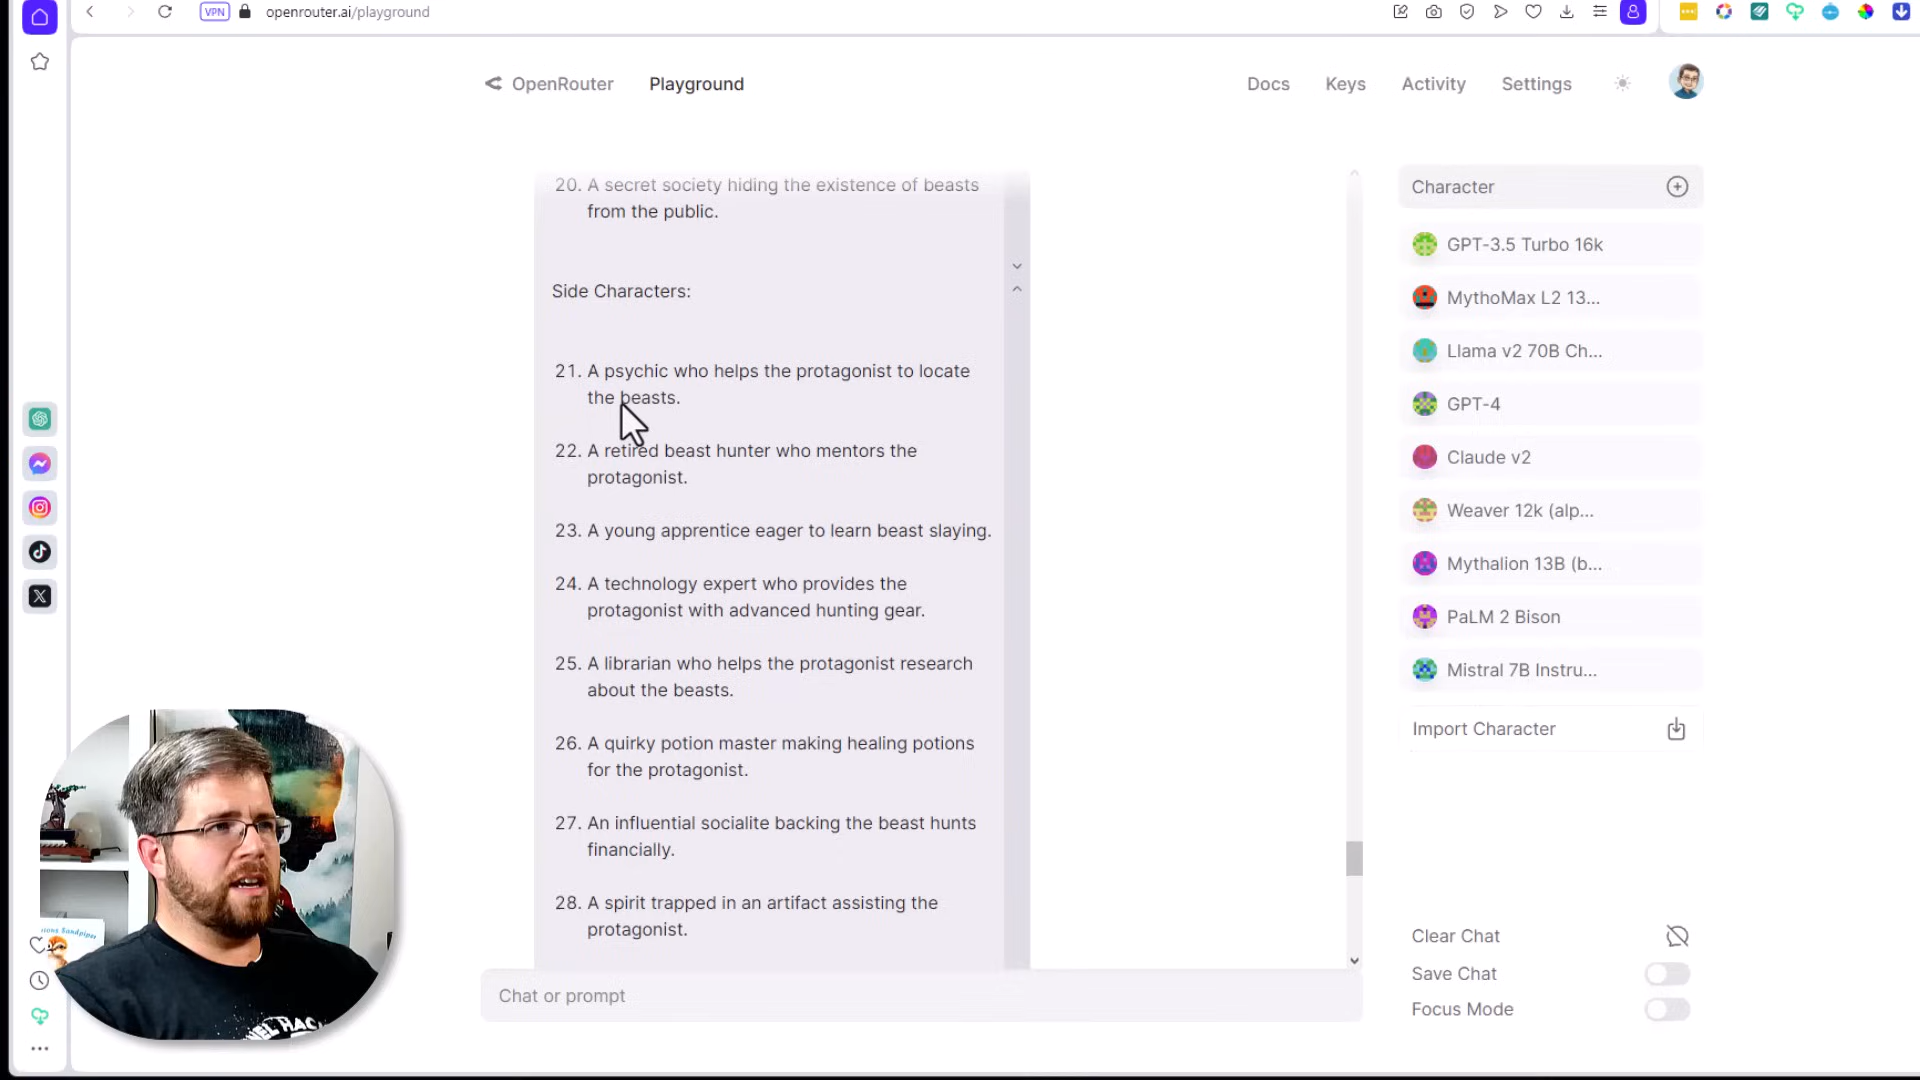 VPN
openrouter.ai/playground
OpenRouter
Playground
Docs
Keys
Activity
Settings
20. A secret society hiding the existence of beasts
from the public.
Side Characters:
21. A psychic who helps the protagonist to locate
the beasts.
22. A retired beast hunter who mentors the
protagonist.
23. A young apprentice eager to learn beast slaying.
24. A technology expert who provides the
protagonist with advanced hunting gear.
25. A librarian who helps the protagonist research
about the beasts.
26. A quirky potion master making healing potions
for the protagonist.
27. An influential socialite backing the beast hunts
financially.
28. A spirit trapped in an artifact assisting the
protagonist.
Chat or prompt
Character
GPT-3.5 Turbo 16k
MythoMax L2 13...
Llama v2 70B Ch...
GPT-4
Claude v2
Weaver 12k (alp...
Mythalion 13B (b...
PaLM 2 Bison
Mistral 7B Instru...
Import Character
Clear Chat
Save Chat
Focus Mode
Sandpiper